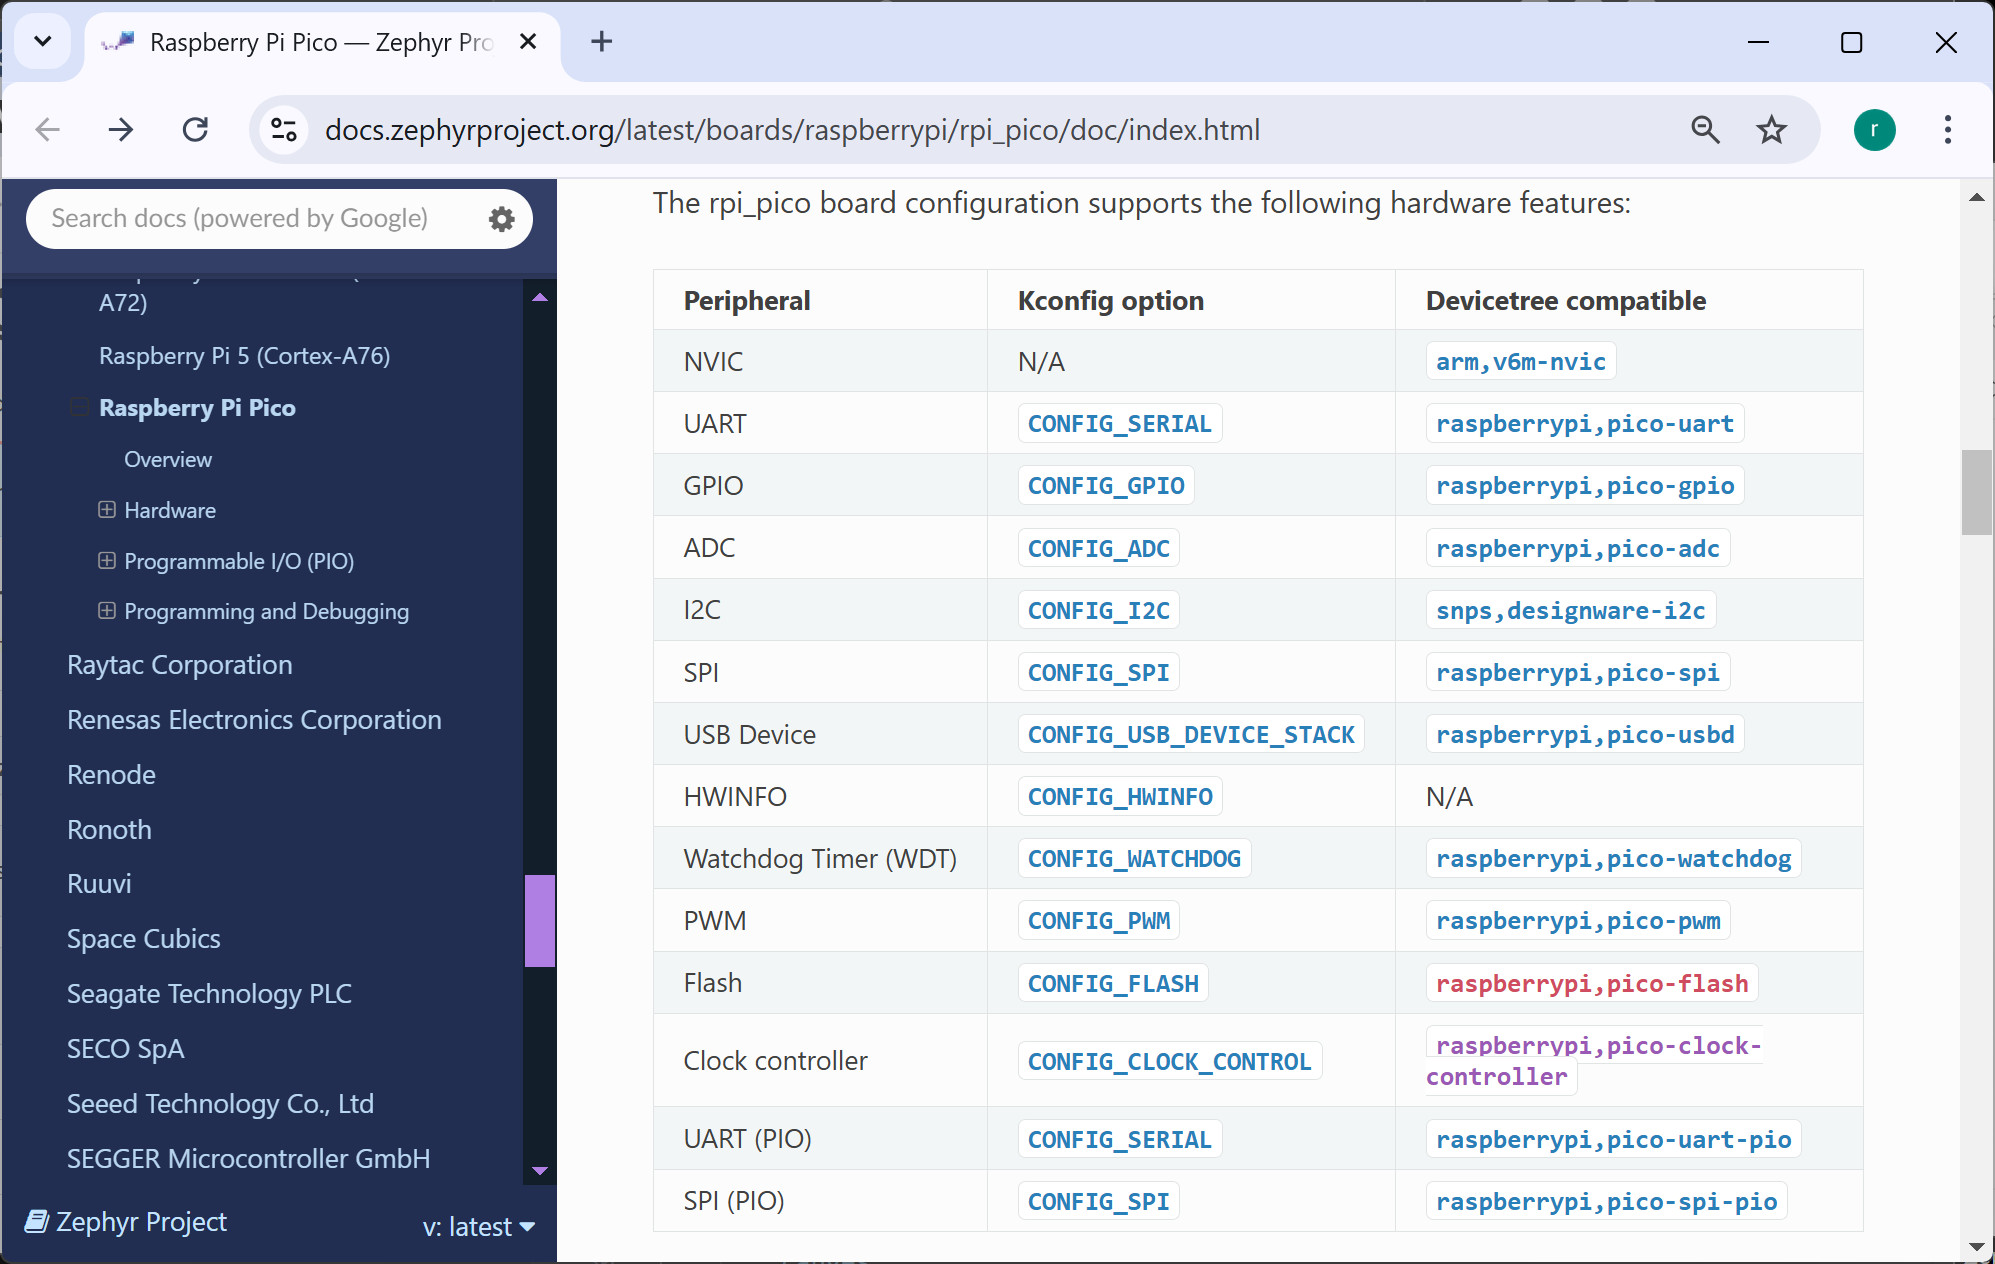 Raspberry Pi Pico — Zephyr Pro
docs.zephyrproject.org/latest/boards/raspberrypi/rpi_pico/doc/index.html
r
Search docs (powered by Google)
A72)
Raspberry Pi 5 (Cortex-A76)
Raspberry Pi Pico
Overview
Hardware
Programmable I/O (PIO)
Programming and Debugging
Raytac Corporation
Renesas Electronics Corporation
Renode
Ronoth
Ruuvi
Space Cubics
Seagate Technology PLC
SECO SpA
Seeed Technology Co., Ltd
SEGGER Microcontroller GmbH
Zephyr Project
v: latest
The rpi_pico board configuration supports the following hardware features:
Peripheral Kconfig option Devicetree compatible
NVIC N/A arm,v6m-nvic
UART CONFIG_SERIAL raspberrypi,pico-uart
GPIO CONFIG_GPIO raspberrypi,pico-gpio
ADC CONFIG_ADC raspberrypi,pico-adc
I2C CONFIG_I2C snps,designware-i2c
SPI CONFIG_SPI raspberrypi,pico-spi
USB Device CONFIG_USB_DEVICE_STACK raspberrypi,pico-usbd
HWINFO CONFIG_HWINFO N/A
Watchdog Timer (WDT) CONFIG_WATCHDOG raspberrypi,pico-watchdog
PWM CONFIG_PWM raspberrypi,pico-pwm
Flash CONFIG_FLASH raspberrypi,pico-flash
Clock controller CONFIG_CLOCK_CONTROL raspberrypi,pico-clock-
controller
UART (PIO) CONFIG_SERIAL raspberrypi,pico-uart-pio
SPI (PIO) CONFIG_SPI raspberrypi,pico-spi-pio